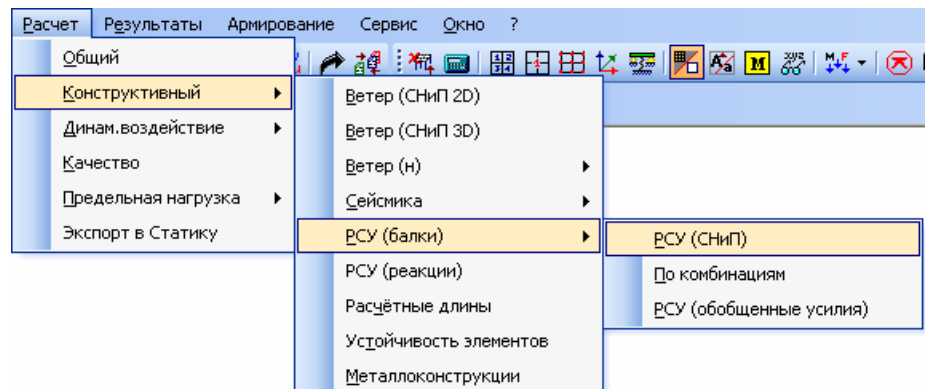 Расчет Результаты Армирование Сервис Окно ?
Общий
Конструктивный
Динам.воздействие
Качество
Предельная нагрузка
Экспорт в Статику
Ветер (СНиП 2D)
Ветер (СНиП 3D)
Ветер (н)
Сейсмика
РСУ (балки)
РСУ (реакции)
Расчётные длины
Устойчивость элементов
Металлоконструкции
РСУ (СНиП)
По комбинациям
РСУ (обобщенные усилия)